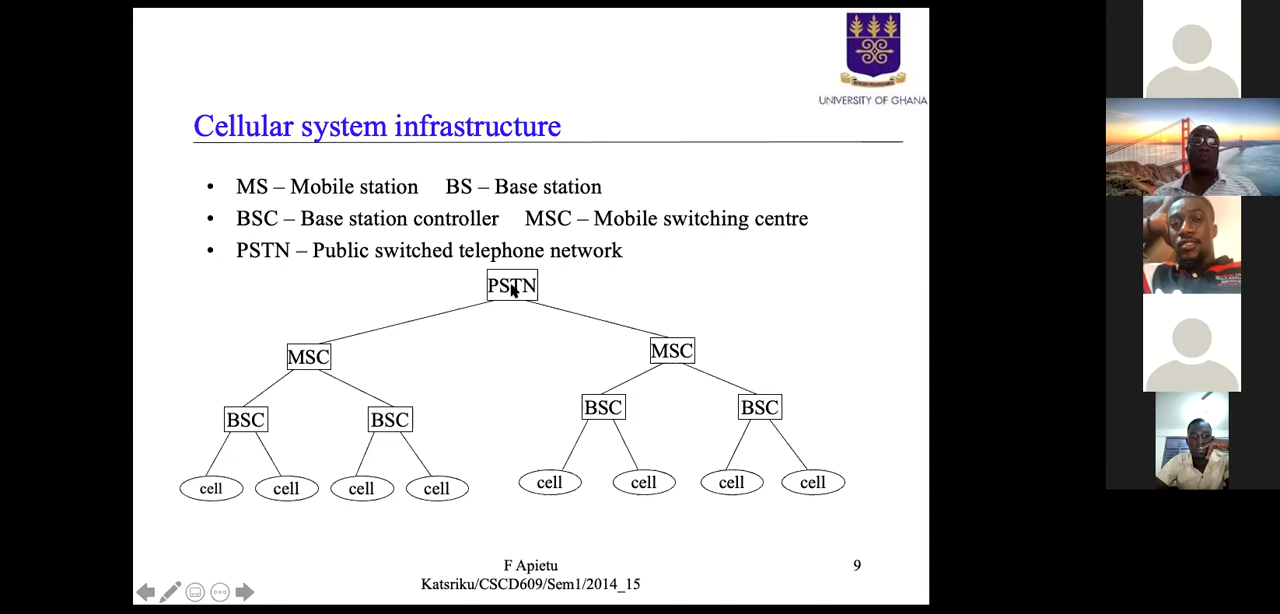 UNIVERSITY OF GHANA
Cellular system infrastructure
• MS – Mobile station BS – Base station
• BSC – Base station controller MSC – Mobile switching centre
• PSTN – Public switched telephone network
PSTN
MSC MSC
BSC BSC BSC BSC
cell cell cell cell cell cell cell cell
F Apietu
Katsriku/CSCD609/Sem1/2014_15
9